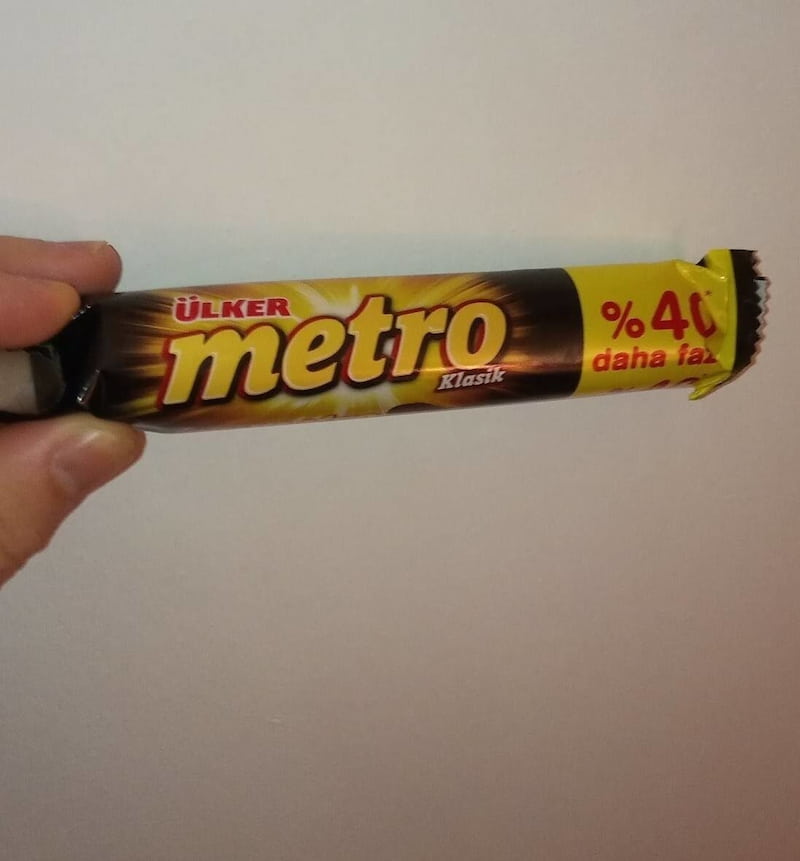 ÜLKER
metro
Klasik
%40
daha